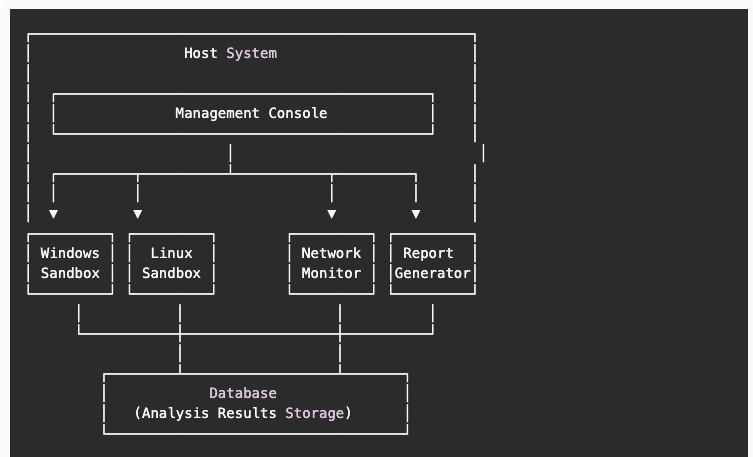 Host System
Management Console
Windows Linux Network Report
Sandbox Sandbox Monitor Generator
Database
(Analysis Results Storage)